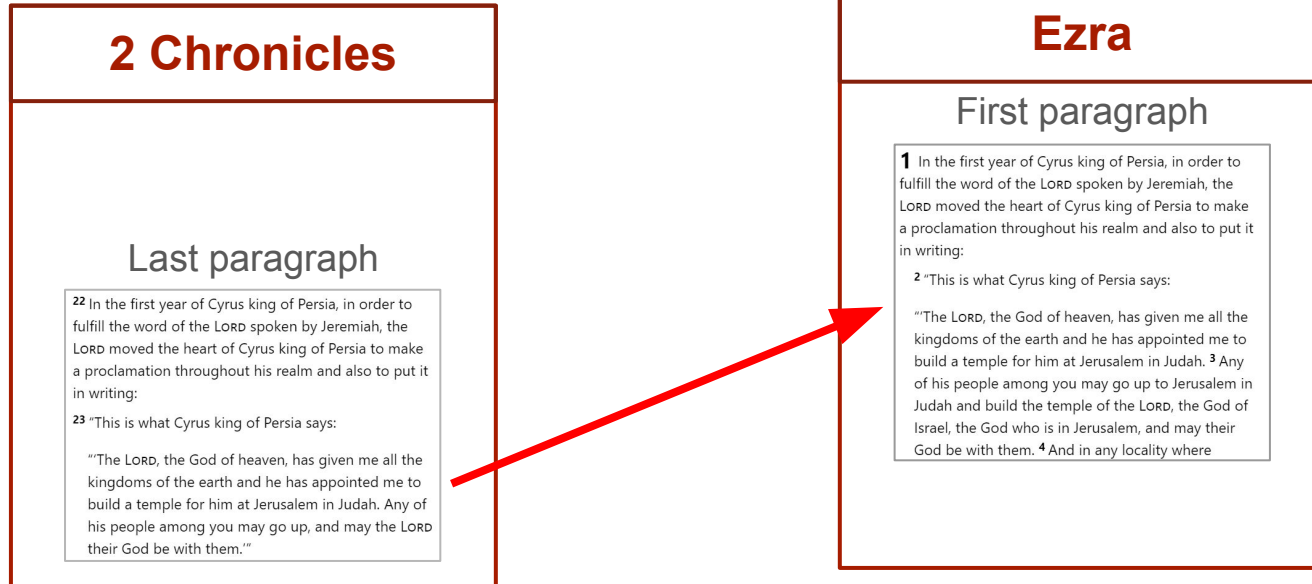 2 Chronicles
Last paragraph
22 In the first year of Cyrus king of Persia, in order to
fulfill the word of the LORD spoken by Jeremiah, the
LORD moved the heart of Cyrus king of Persia to make
a proclamation throughout his realm and also to put it
in writing:
23 “This is what Cyrus king of Persia says:
“‘The LORD, the God of heaven, has given me all the
kingdoms of the earth and he has appointed me to
build a temple for him at Jerusalem in Judah. Any of
his people among you may go up, and may the LORD
their God be with them.’”
Ezra
First paragraph
1 In the first year of Cyrus king of Persia, in order to
fulfill the word of the LORD spoken by Jeremiah, the
LORD moved the heart of Cyrus king of Persia to make
a proclamation throughout his realm and also to put it
in writing:
2 “This is what Cyrus king of Persia says:
“‘The LORD, the God of heaven, has given me all the
kingdoms of the earth and he has appointed me to
build a temple for him at Jerusalem in Judah. 3 Any
of his people among you may go up to Jerusalem in
Judah and build the temple of the LORD, the God of
Israel, the God who is in Jerusalem, and may their
God be with them. 4 And in any locality where